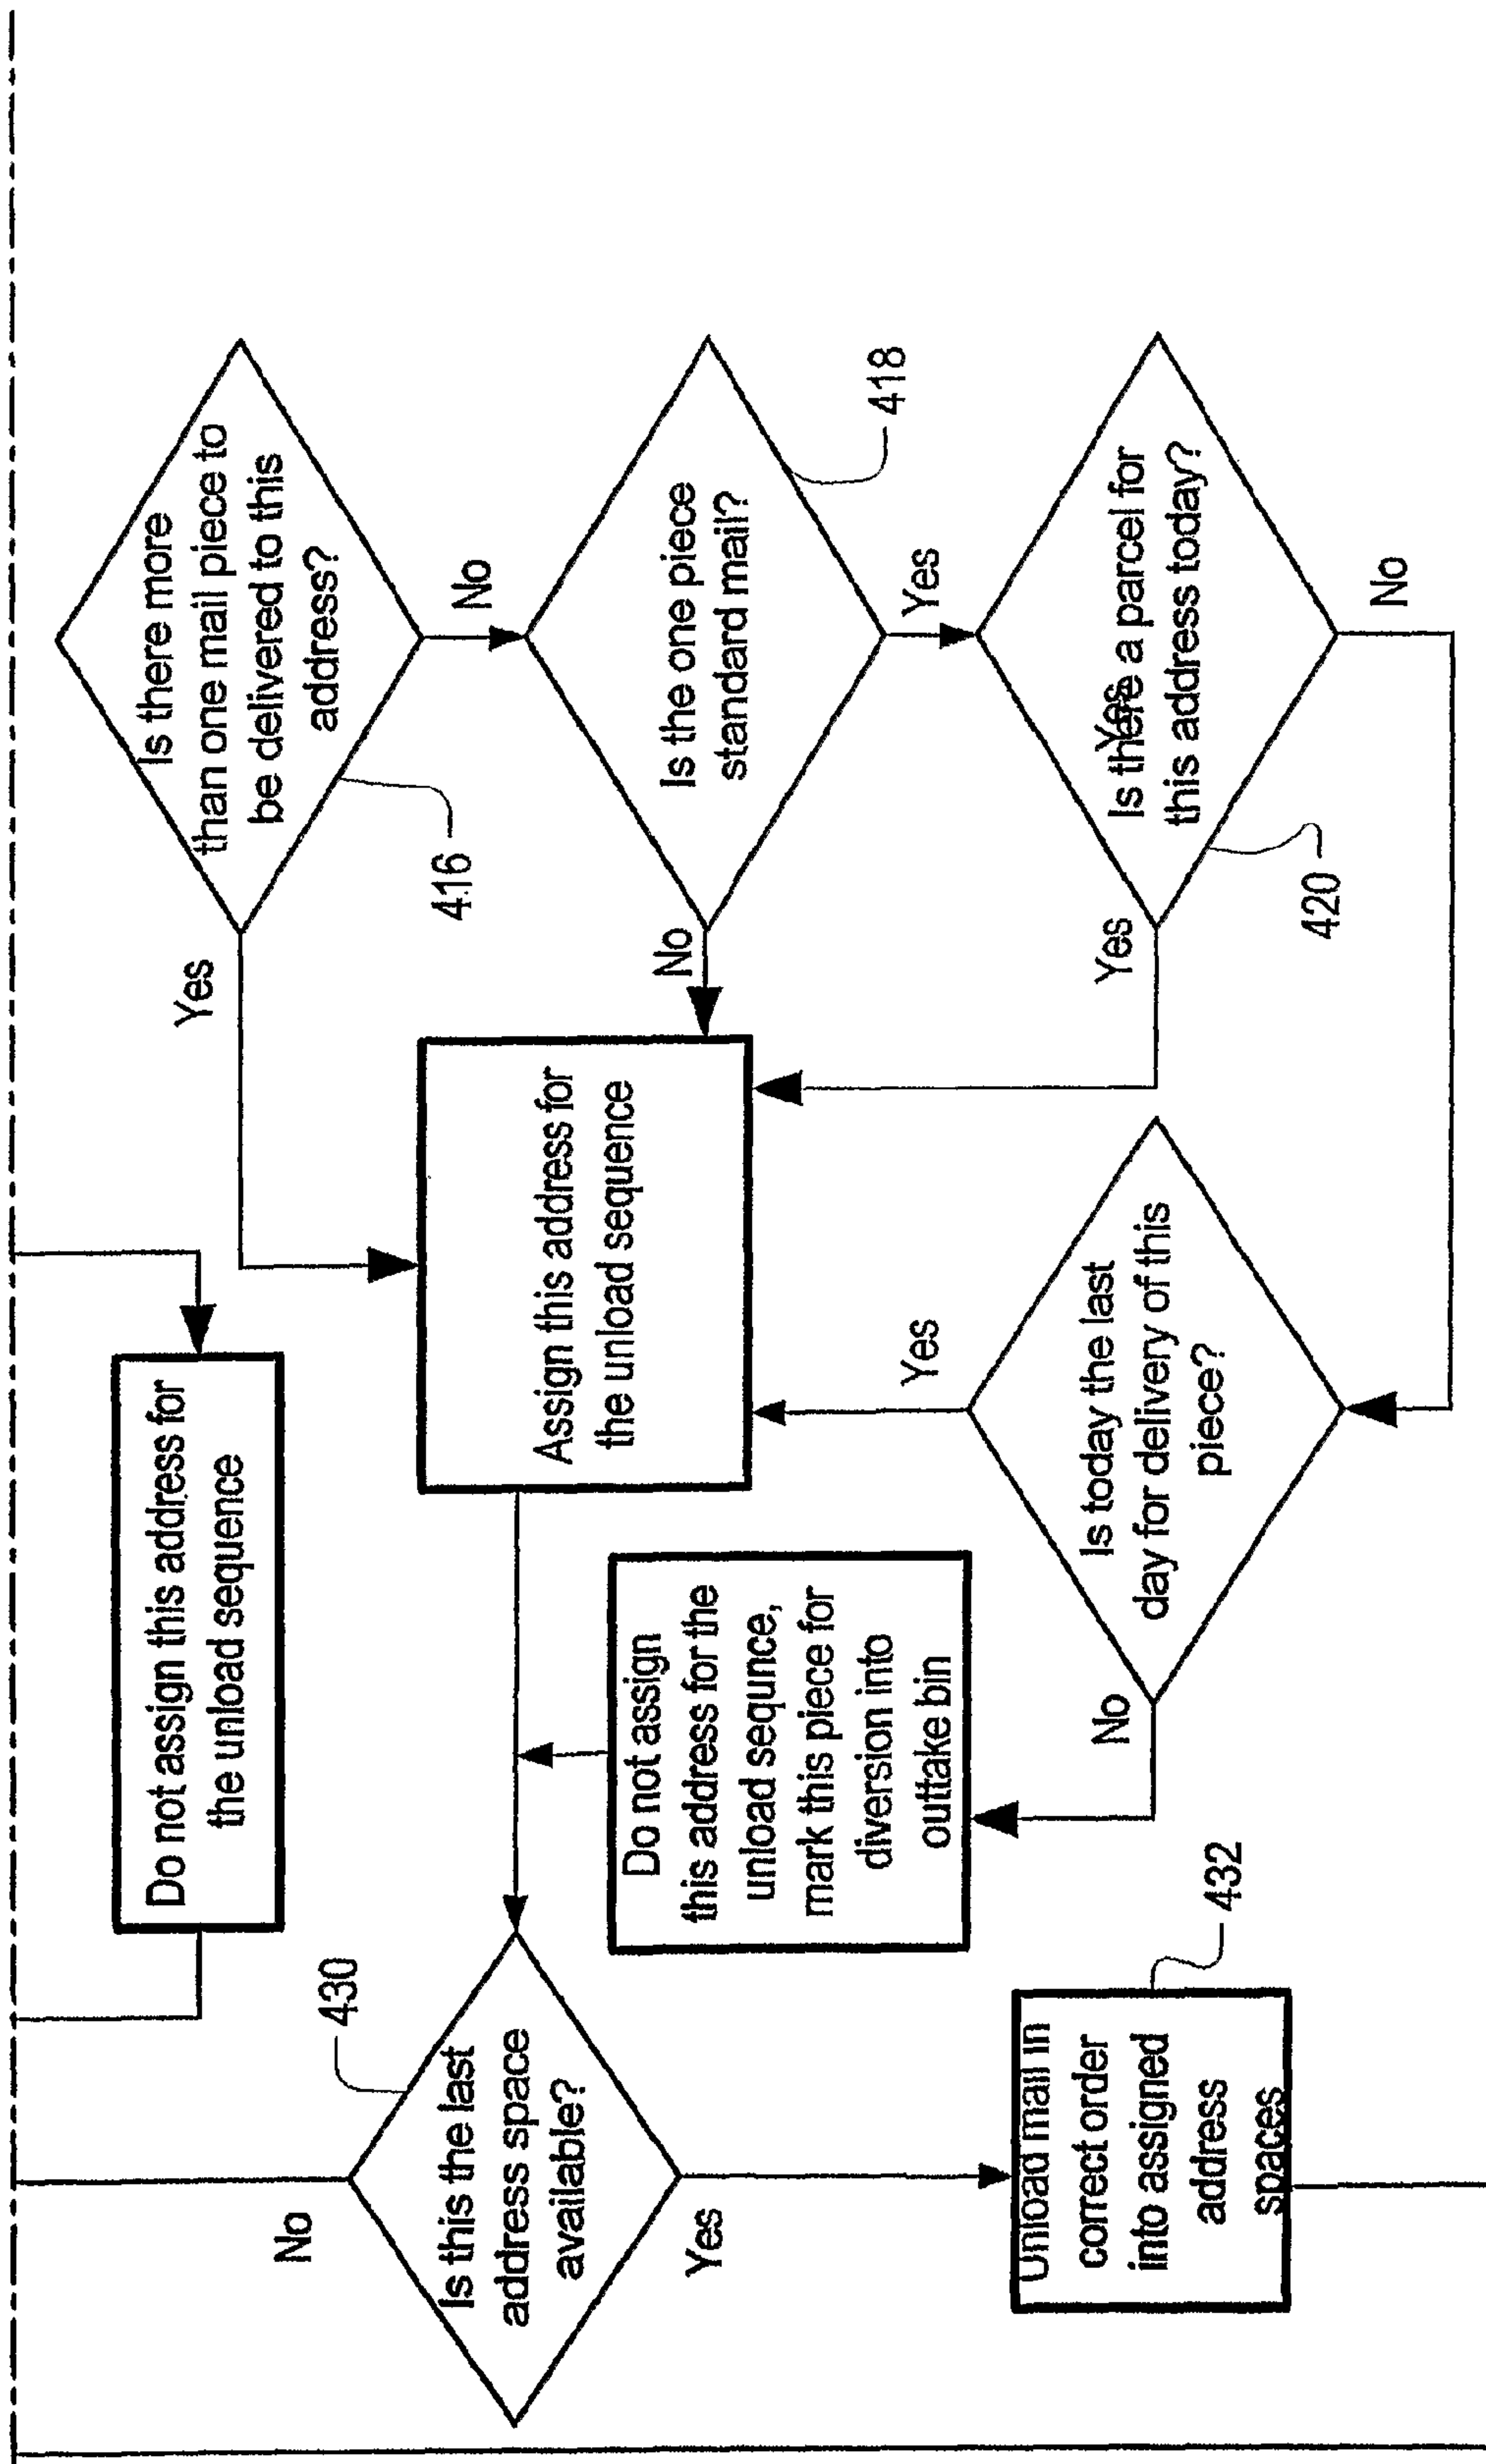 Is there more
than one mail piece to
be delivered to this
address?
416
Yes
No
Is the one piece
standard mail?
418
No
Yes
Is there a parcel for
this address today?
Yes
420
Yes
No
Do not assign this address for
the unload sequence
Assign this address for
the unload sequence
Is today the last
day for delivery of this
piece?
Yes
No
Do not assign
this address for the
unload sequnce,
mark this piece for
diversion into
outtake bin
Is this the last
address space
available?
430
No
Yes
Unload mail in
correct order
into assigned
address
spaces
432